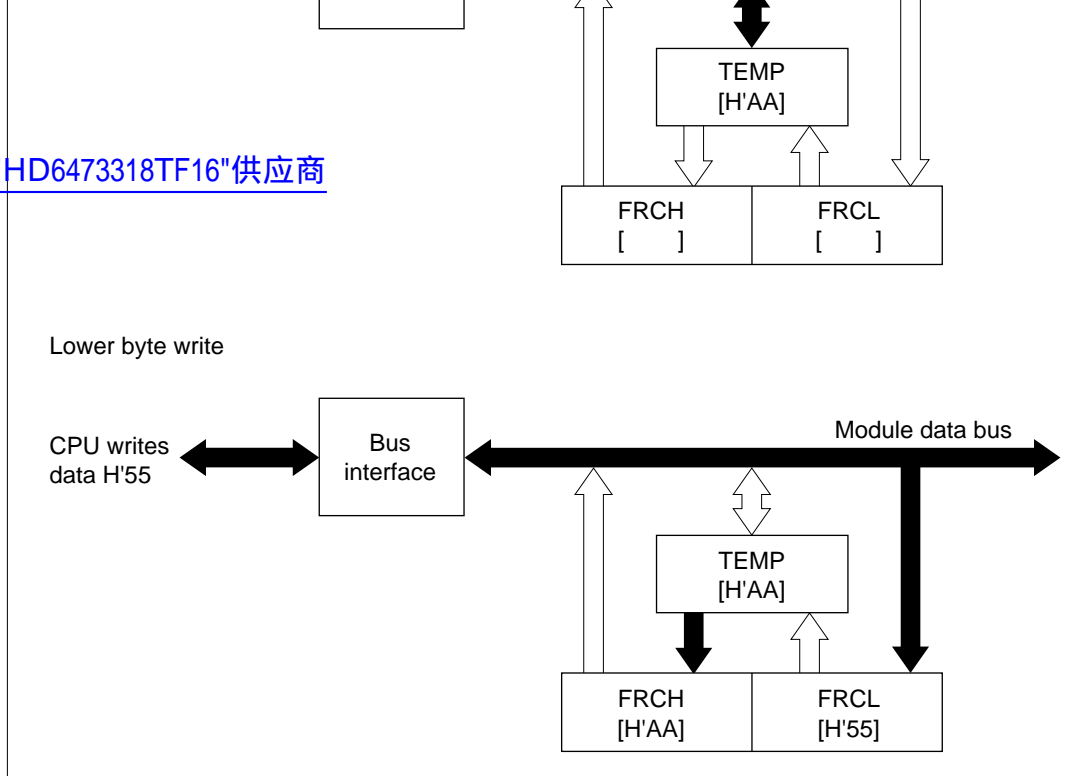 TEMP
[H'AA]
"HD6473318TF16"供应商
FRCH
[ ]
FRCL
[ ]
Lower byte write
CPU writes
data H'55
Bus
interface
Module data bus
TEMP
[H'AA]
FRCH
[H'AA]
FRCL
[H'55]